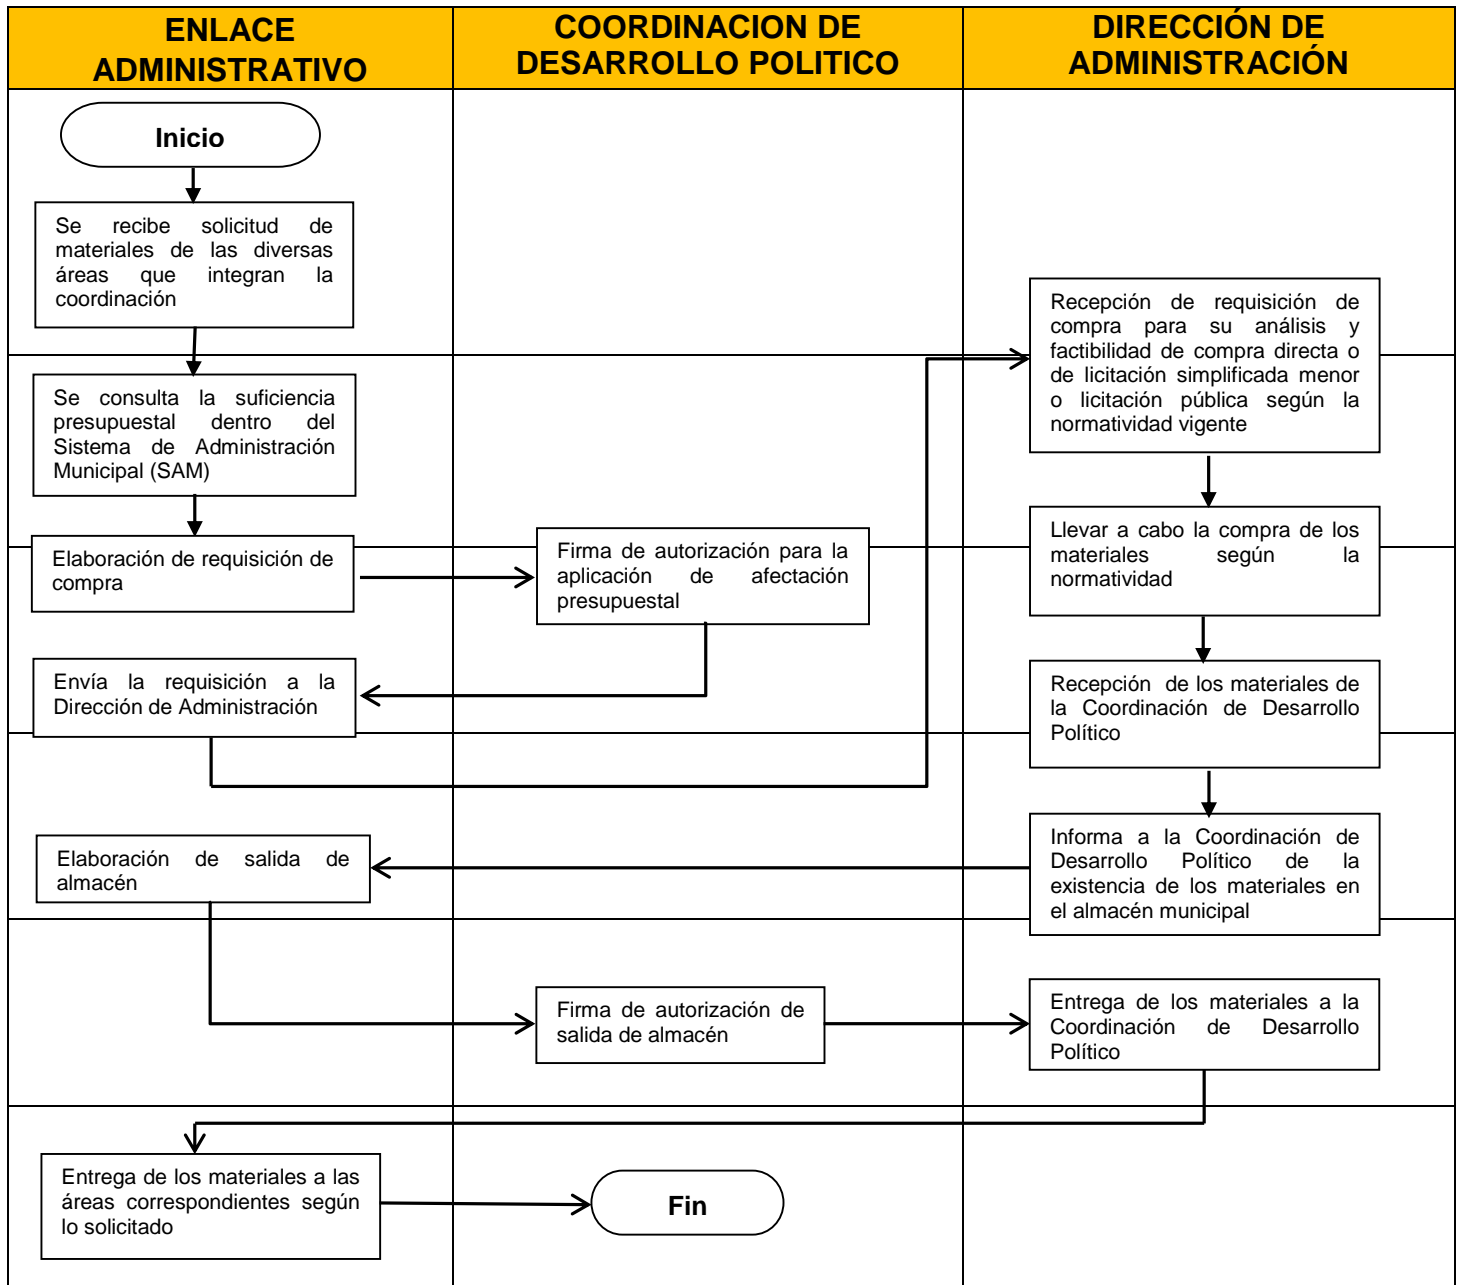 ENLACE
ADMINISTRATIVO
COORDINACION DE
DESARROLLO POLITICO
DIRECCIÓN DE
ADMINISTRACIÓN
Inicio
Se recibe solicitud de
materiales de las diversas
áreas que integran la
coordinación
Se consulta la suficiencia
presupuestal dentro del
Sistema de Administración
Municipal (SAM)
Elaboración de requisición de
compra
Firma de autorización para la
aplicación de afectación
presupuestal
Envía la requisición a la
Dirección de Administración
Recepción de requisición de
compra para su análisis y
factibilidad de compra directa o
de licitación simplificada menor
o licitación pública según la
normatividad vigente
Llevar a cabo la compra de los
materiales según la
normatividad
Recepción de los materiales de
la Coordinación de Desarrollo
Político
Informa a la Coordinación de
Desarrollo Político de la
existencia de los materiales en
el almacén municipal
Elaboración de salida de
almacén
Firma de autorización de
salida de almacén
Entrega de los materiales a la
Coordinación de Desarrollo
Político
Entrega de los materiales a las
áreas correspondientes según
lo solicitado
Fin